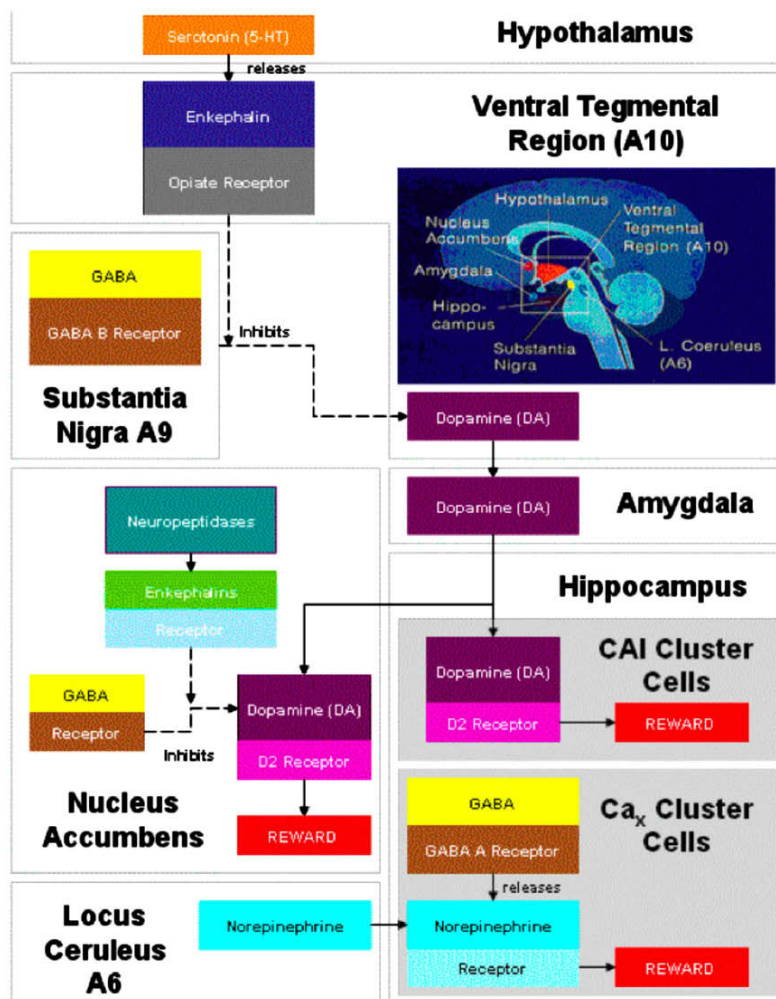 Serotonin (5-HT)
Hypothalamus
releases
Enkephalin
Opiate Receptor
Ventral Tegmental
Region (A10)
Hypothalamus
Nucleus
Accumbens
Ventral
Tegmental
Region (A10)
Amygdala
Hippo-
campus
Substantia
Nigra
L. Coeruleus
(A6)
GABA
GABA B Receptor
Inhibits
Substantia
Nigra A9
Dopamine (DA)
Dopamine (DA)
Amygdala
Neuropeptidases
Enkephalins
Receptor
GABA
Receptor
Inhibits
Dopamine (DA)
D2 Receptor
REWARD
Nucleus
Accumbens
Hippocampus
CAI Cluster
Cells
Dopamine (DA)
D2 Receptor
REWARD
GABA
GABA A Receptor
Cax Cluster
Cells
releases
Locus
Ceruleus
A6
Norepinephrine
Norepinephrine
Receptor
REWARD